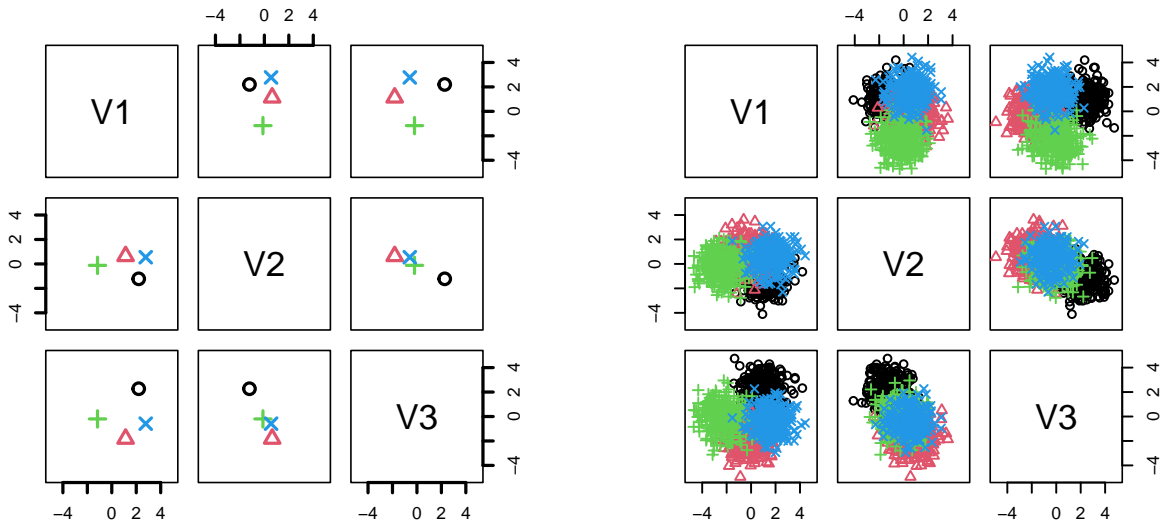 −4 0 2 4 −4 0 2 4
V1 4 2 0 −4 V1 4 2 0 −4
4 2 0 −4 V2 4 2 0 −4 V2
V3 4 2 0 −4 V3 4 2 0 −4
−4 0 2 4 −4 0 2 4 −4 0 2 4 −4 0 2 4